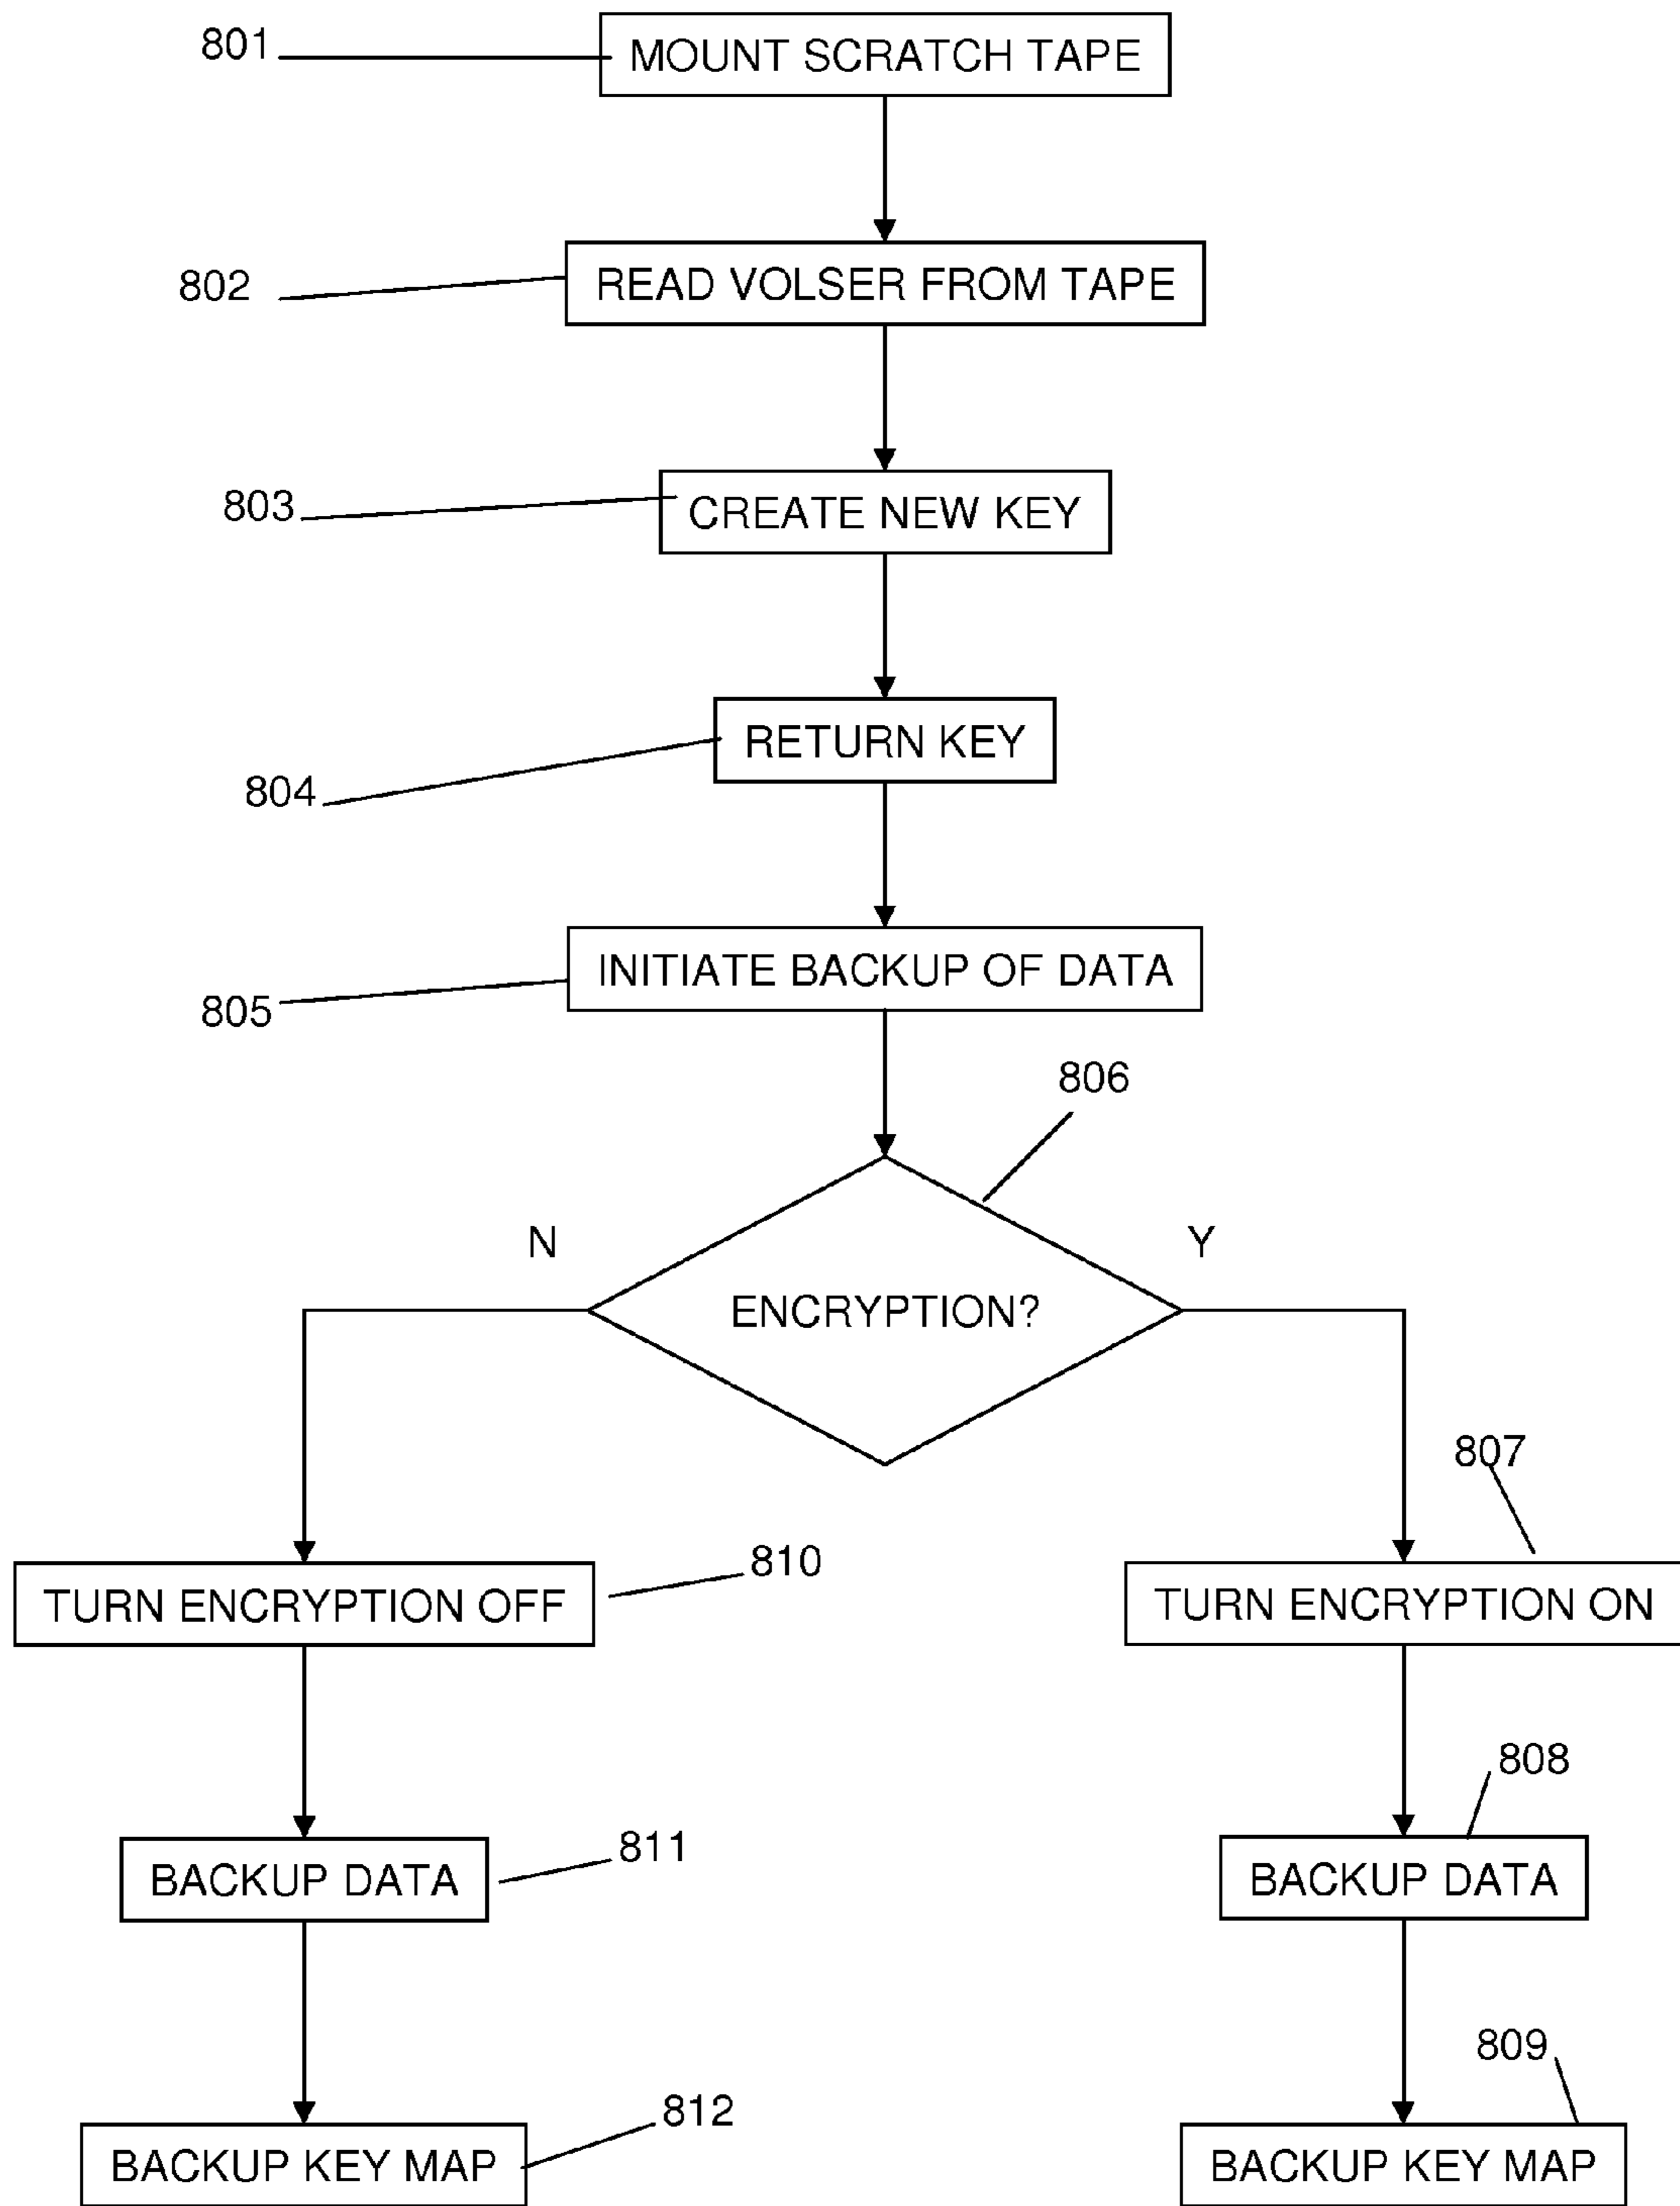 801
MOUNT SCRATCH TAPE
802
READ VOLSER FROM TAPE
803
CREATE NEW KEY
804
RETURN KEY
805
INITIATE BACKUP OF DATA
806
N
Y
ENCRYPTION?
807
810
TURN ENCRYPTION OFF
TURN ENCRYPTION ON
808
811
BACKUP DATA
BACKUP DATA
809
812
BACKUP KEY MAP
BACKUP KEY MAP